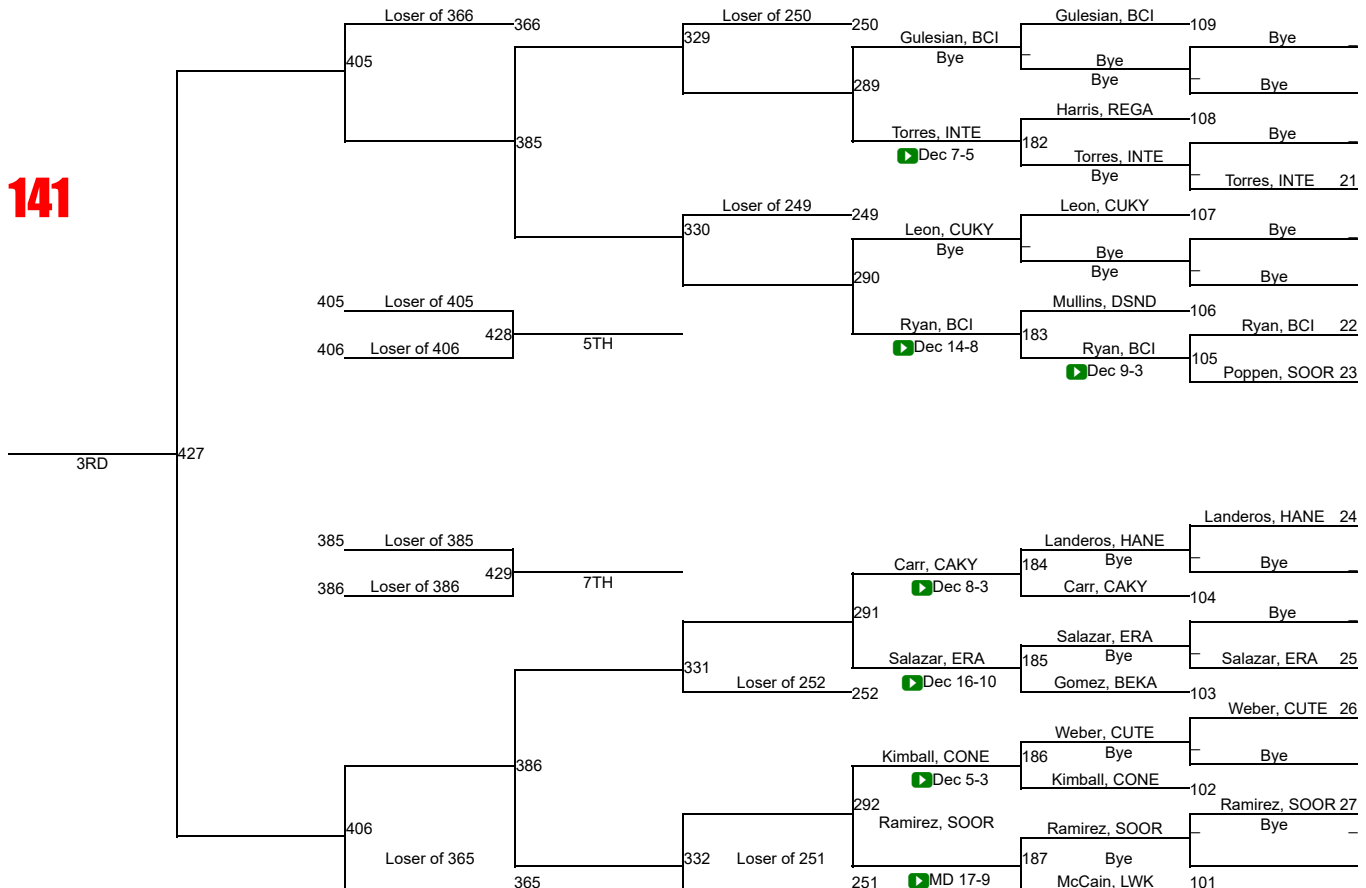 Loser of 366 366 Loser of 250 250 Gulesian, BCI 109
329 Gulesian, BCI Bye _
Bye _ Bye
405 Bye _ Bye
289
Harris, REGA 108
Torres, INTE 182 Bye _
385 Dec 7-5 Torres, INTE
Bye _ Torres, INTE 21
141
Loser of 249 249 Leon, CUKY 107
330 Leon, CUKY Bye _
Bye _ Bye
290 Bye _ Bye
405 Loser of 405 Mullins, DSND 106
428 5TH Ryan, BCI 183 Ryan, BCI 22
406 Loser of 406 Dec 14-8 Ryan, BCI 105
Dec 9-3 Poppen, SOOR 23
3RD 427
Landeros, HANE 24
385 Loser of 385 Landeros, HANE _
429 7TH Carr, CAKY 184 Bye Bye _
386 Loser of 386 Dec 8-3 Carr, CAKY 104
291 Bye _
Salazar, ERA _
331 Salazar, ERA 185 Bye Salazar, ERA 25
Loser of 252 252 Dec 16-10 Gomez, BEKA 103
Weber, CUTE 26
Weber, CUTE _
386 Kimball, CONE 186 Bye Bye _
Dec 5-3 Kimball, CONE 102
292 Ramirez, SOOR 27
406 Ramirez, SOOR Ramirez, SOOR _ Bye _
Loser of 365 332 Loser of 251 187 Bye
365 251 MD 17-9 McCain, LWK 101